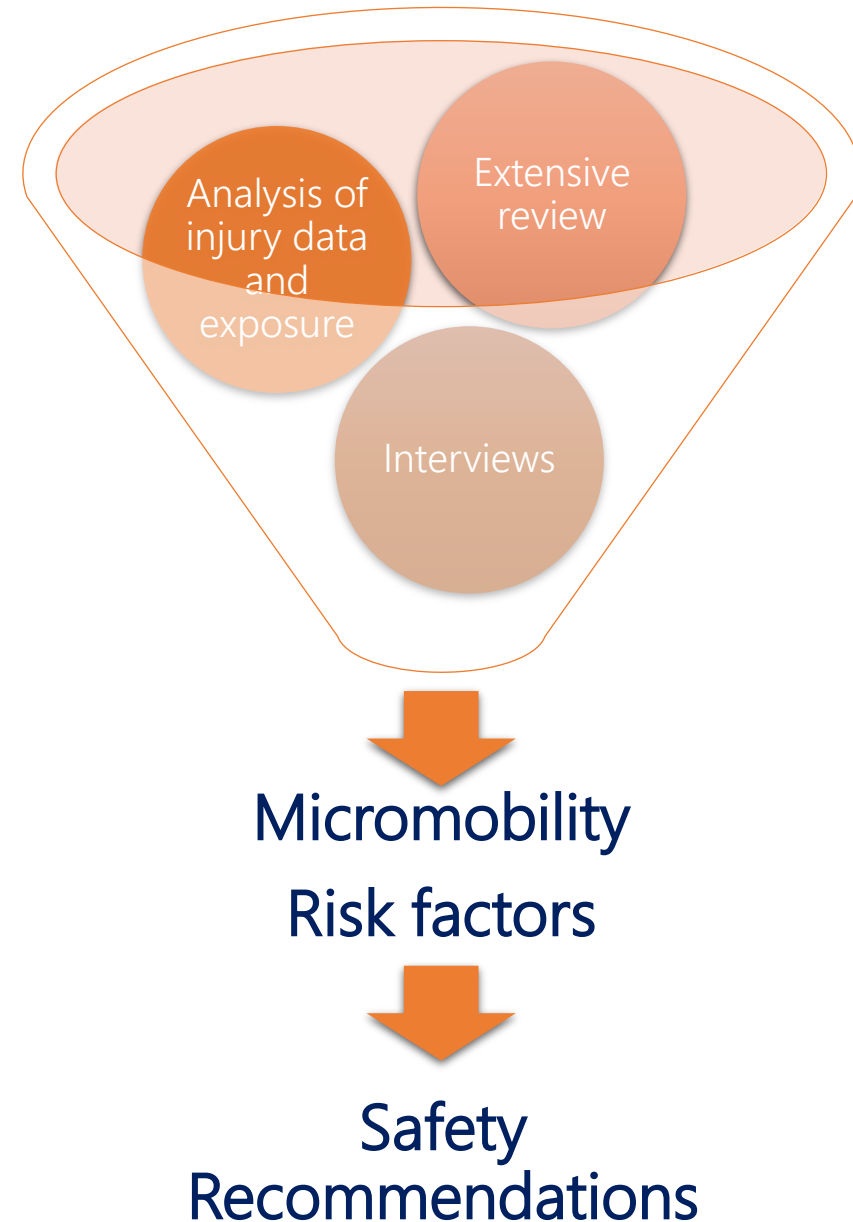 Extensive
review
Analysis of
injury data
and
exposure
Interviews
Micromobility
Risk factors
Safety
Recommendations